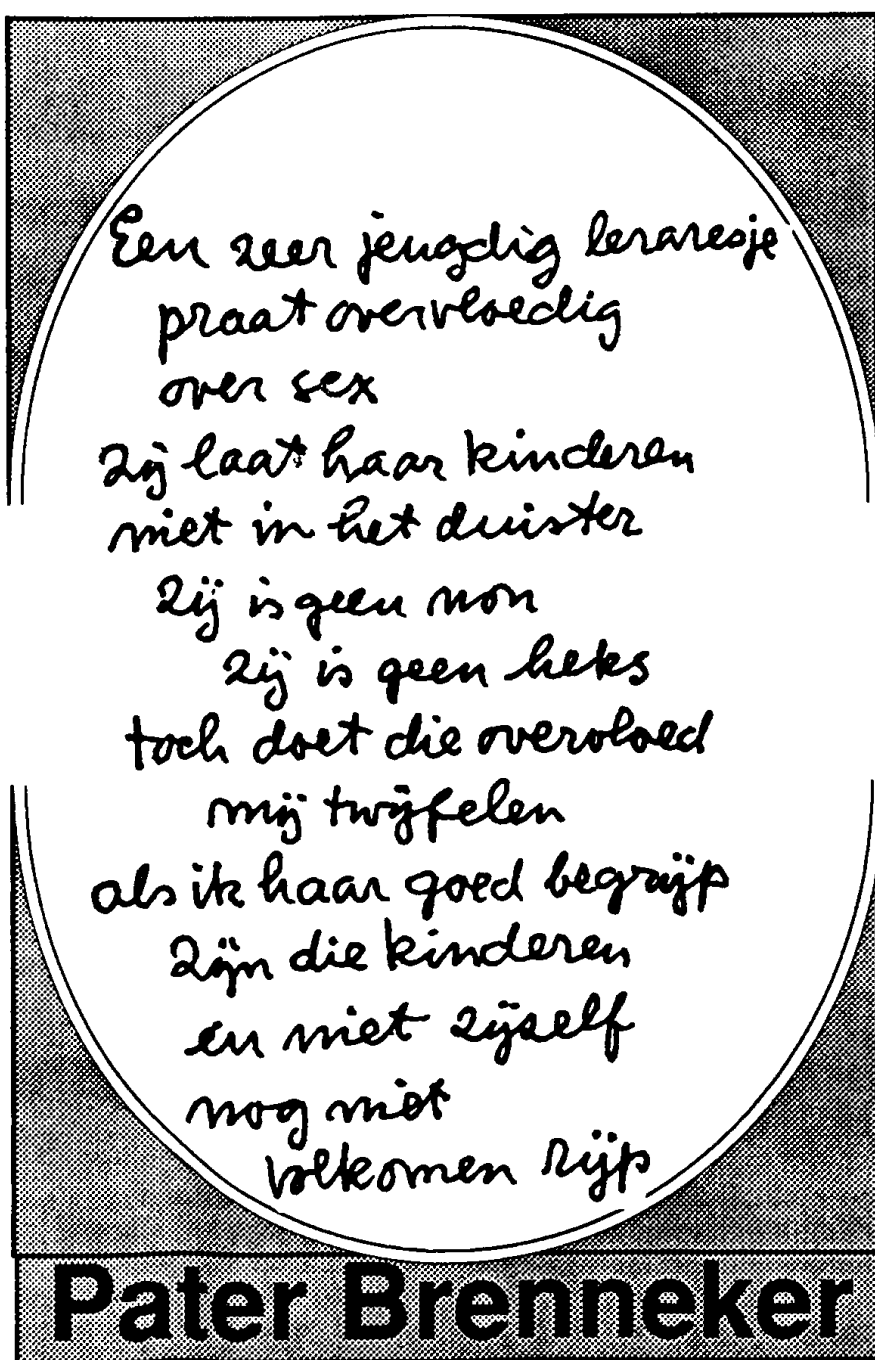 Een zeer jeugdig leraresje
praat overvloedig
over sex
zij laat haar kinderen
niet in het duister
zij is geen non
zij is geen heks
toch doet die overvloed
mij twijfelen
als ik haar goed begrijp
zijn die kinderen
en niet zijzelf
nog niet
volkomen rijp
Pater Brenneker